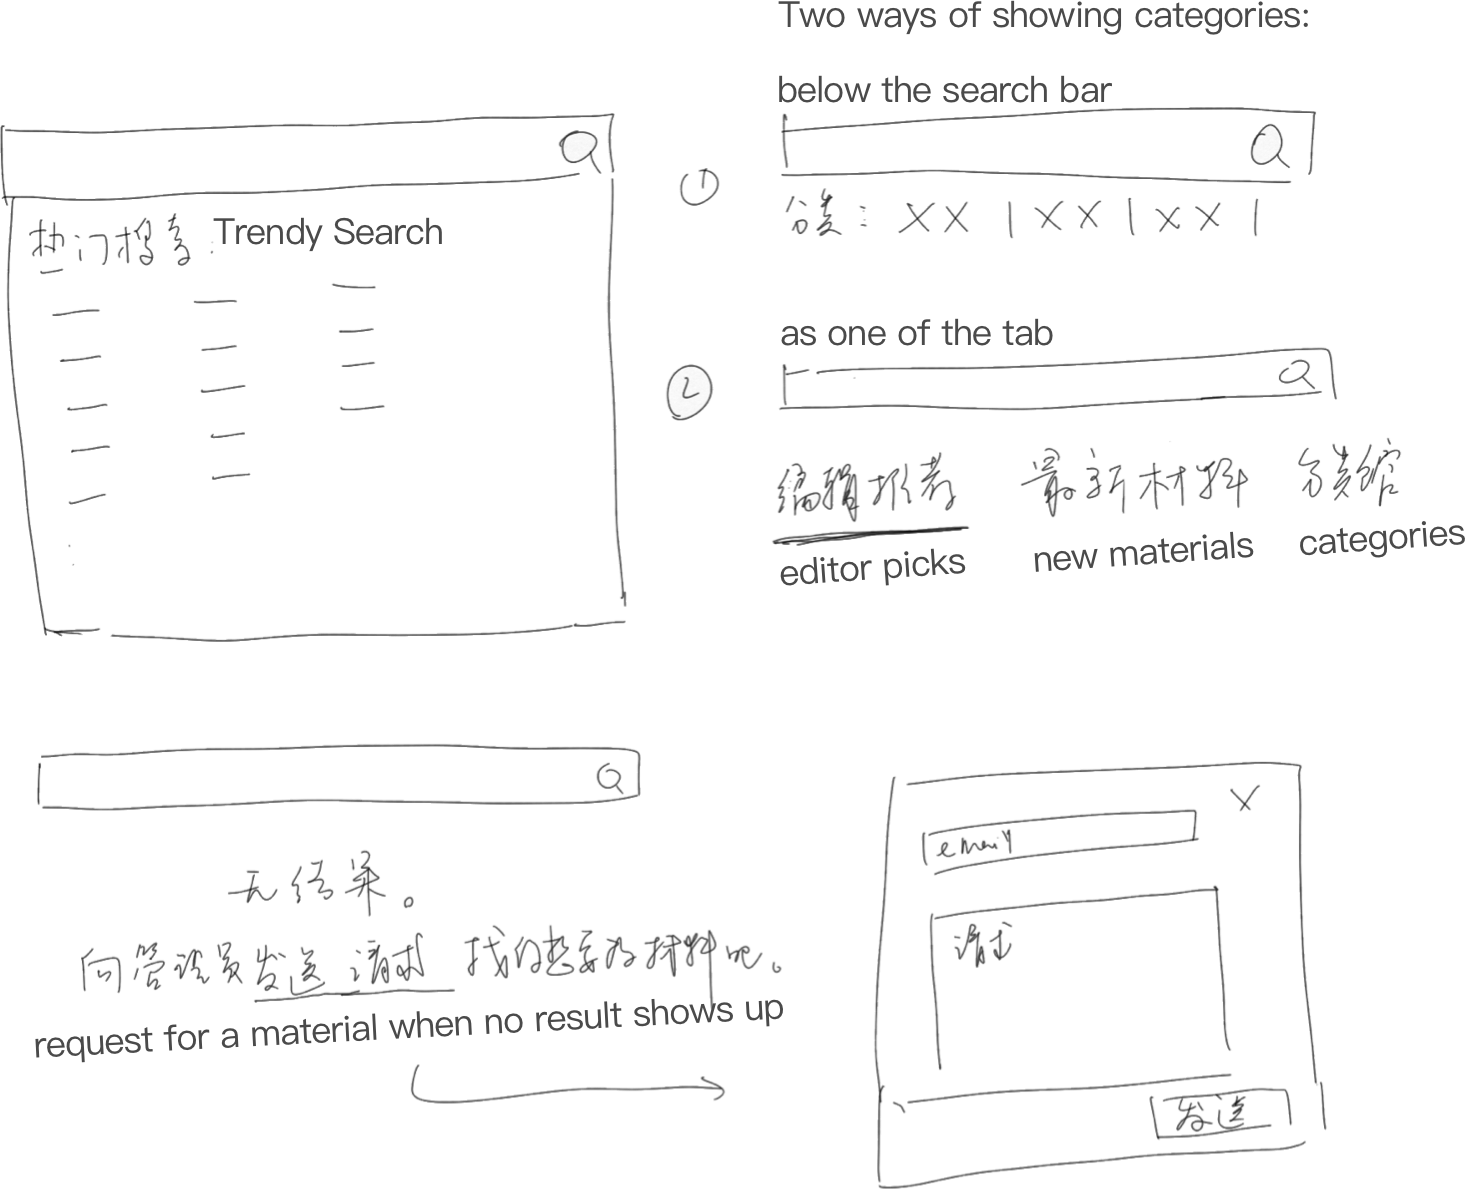 Two ways of showing categories:
below the search bar
热门搜索: Trendy Search
①
分类: XX | XX | XX |
as one of the tab
②
编辑推荐 最新材料 分类馆
editor picks new materials categories
无结果。
向管理员发送请求 找你想要的材料吧。
request for a material when no result shows up
X
email
请求
发送